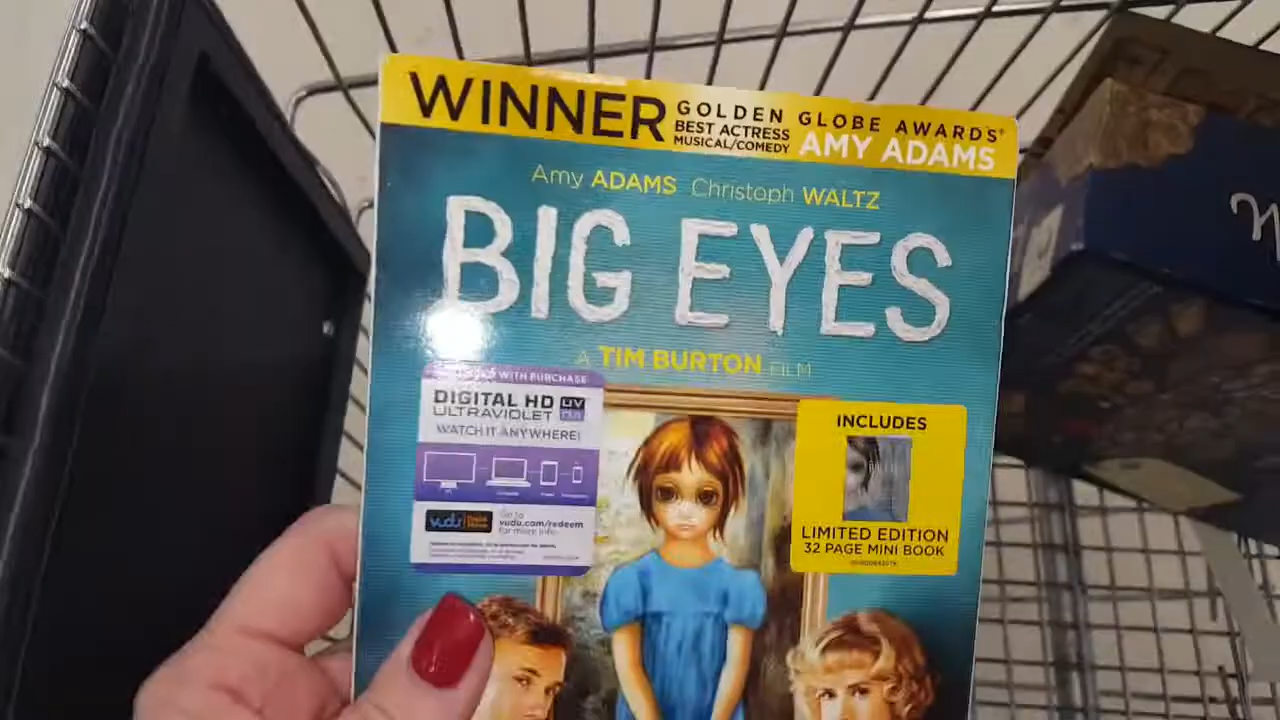 WINNER
GOLDEN GLOBE AWARDS
BEST ACTRESS
MUSICAL/COMEDY
AMY ADAMS
Amy ADAMS Christoph WALTZ
BIG EYES
A TIM BURTON FILM
WITH PURCHASE
DIGITAL HD
ULTRAVIOLET
UV
WATCH IT ANYWHERE!
vudu
Go to
vudu.com/redeem
for more info.
INCLUDES
LIMITED EDITION
32 PAGE MINI BOOK